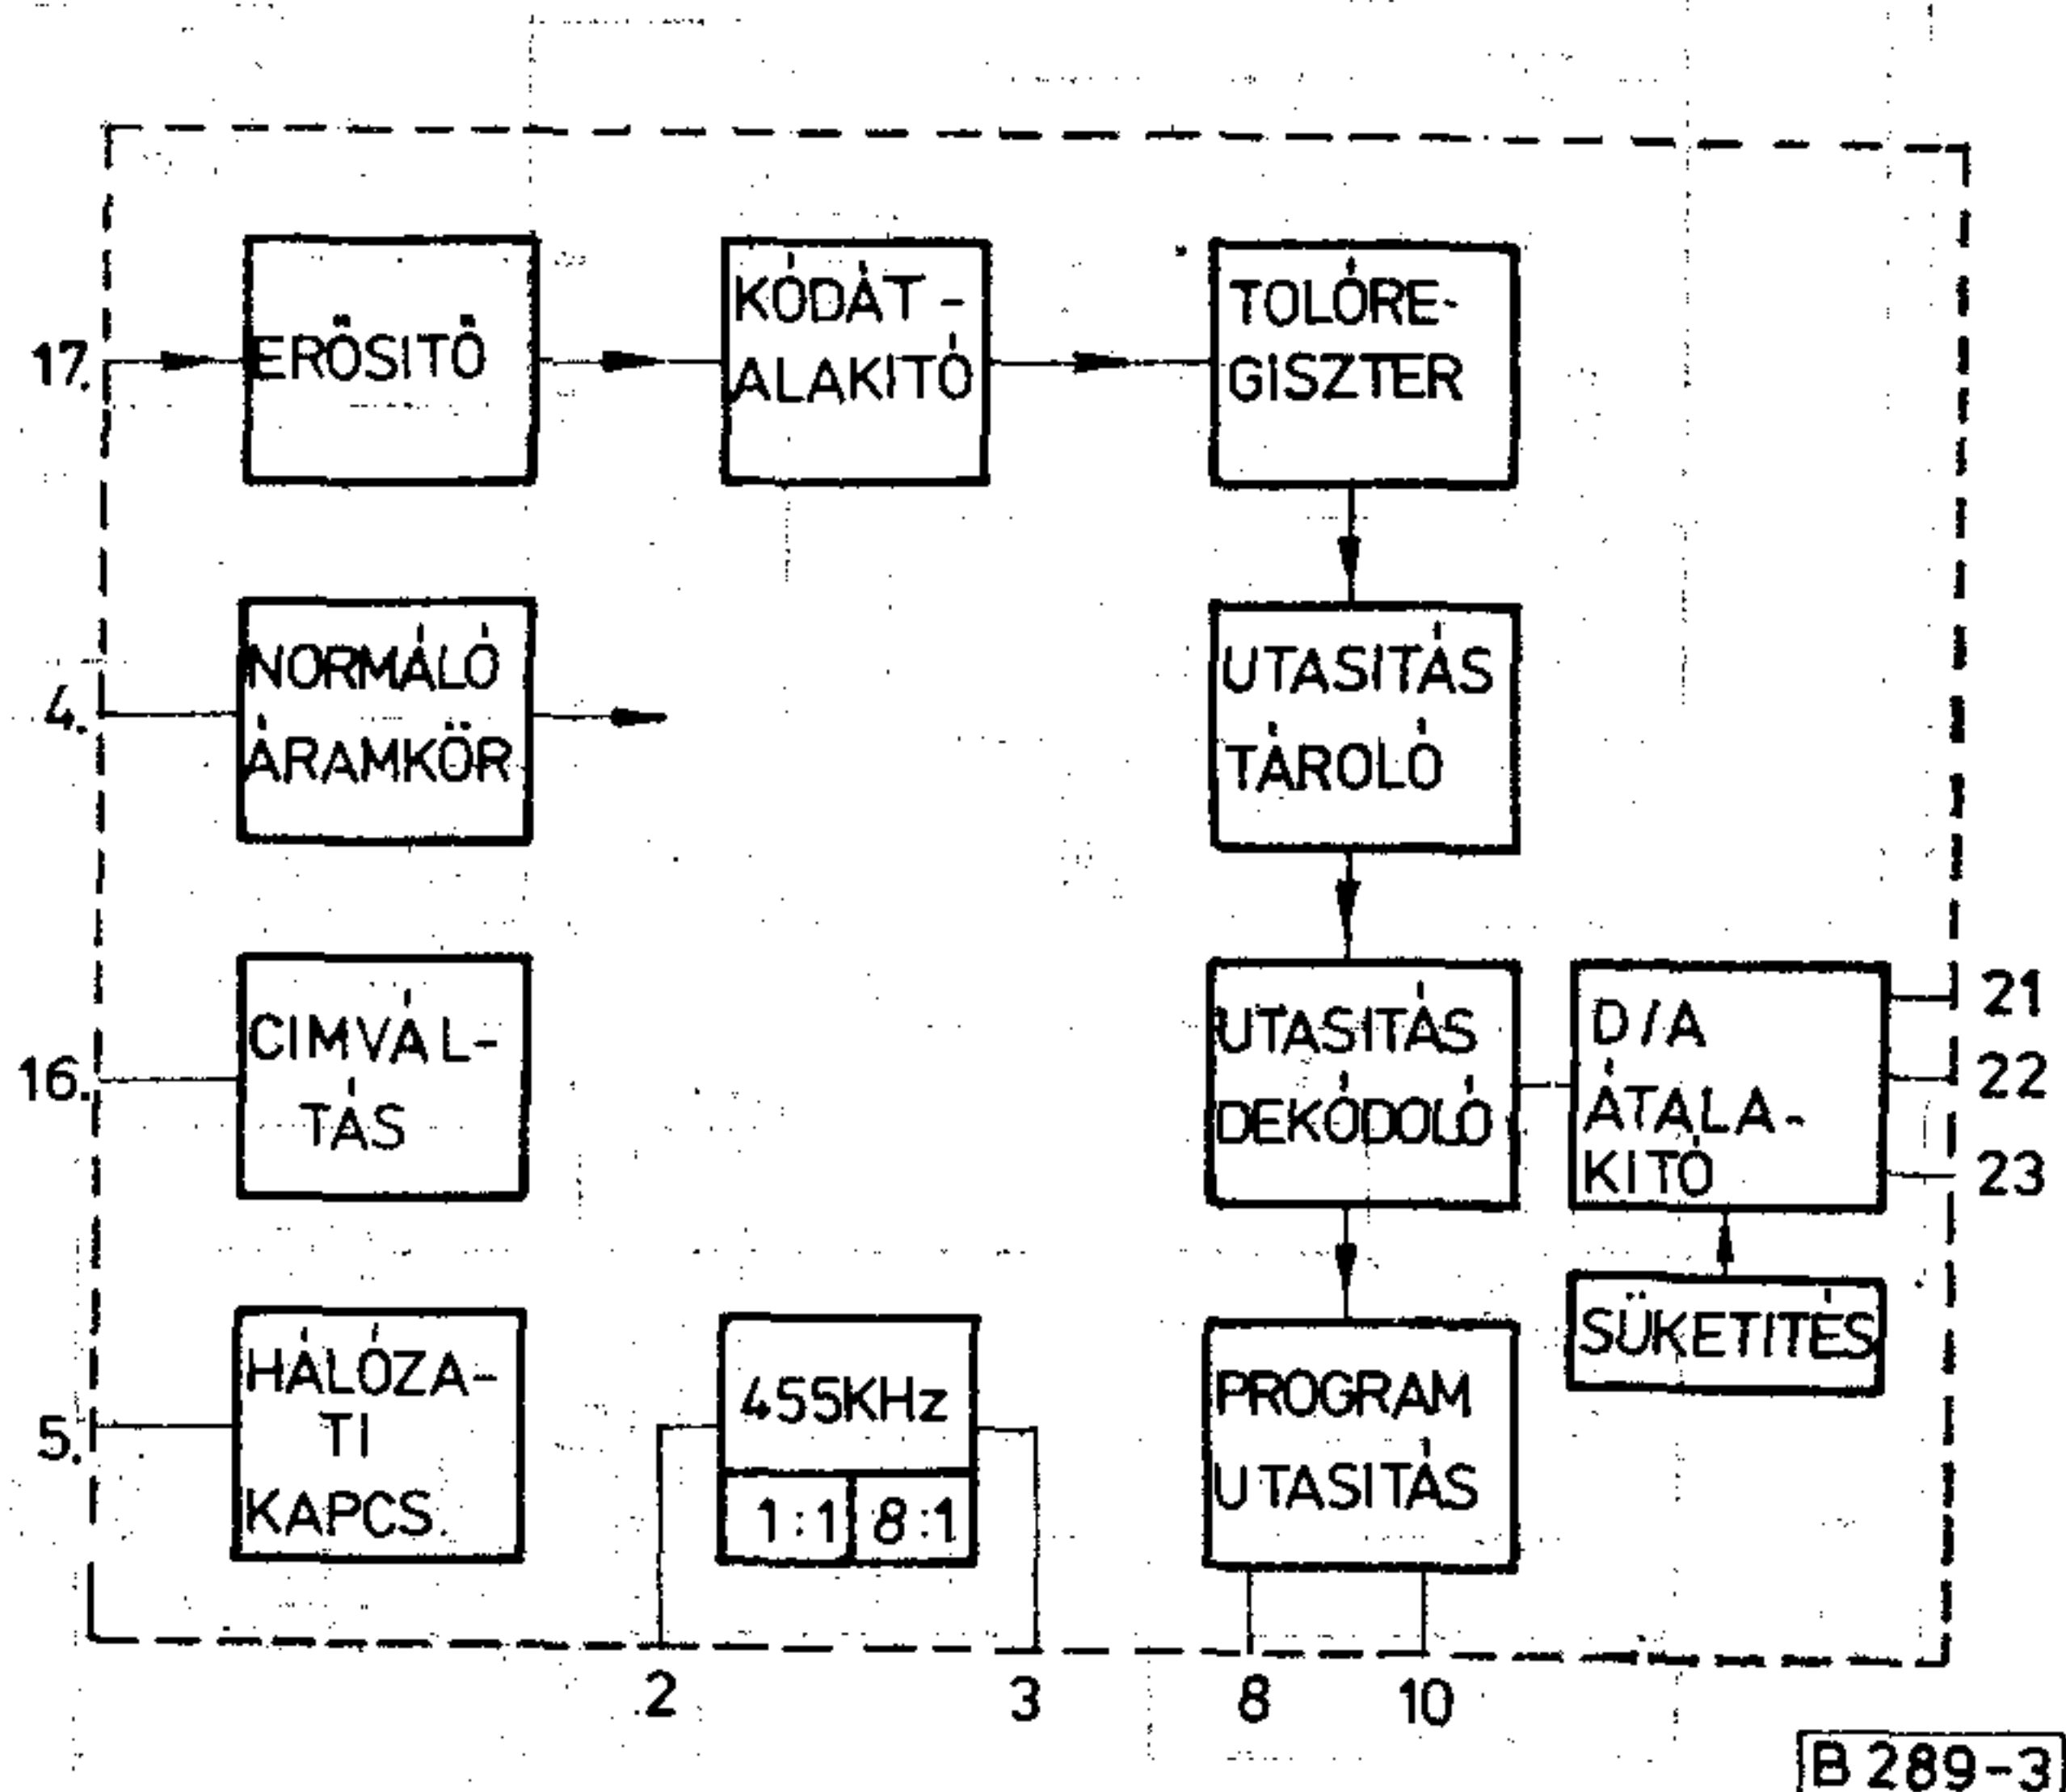 17.
ERŐSITŐ
KÓDÁT-
ALAKITÓ
TOLÓRE-
GISZTER
4.
NORMÁLÓ
ÁRAMKÖR
UTASITÁS
TÁROLÓ
16.
CIMVÁL-
TÁS
UTASITÁS
DEKÓDOLÓ
D/A
ÁTALA-
KITÓ
21
22
23
5.
HÁLÓZA-
TI
KAPCS.
455KHz
1:1
8:1
PROGRAM
UTASITÁS
SÜKETITÉS
2
3
8
10
B 289-3